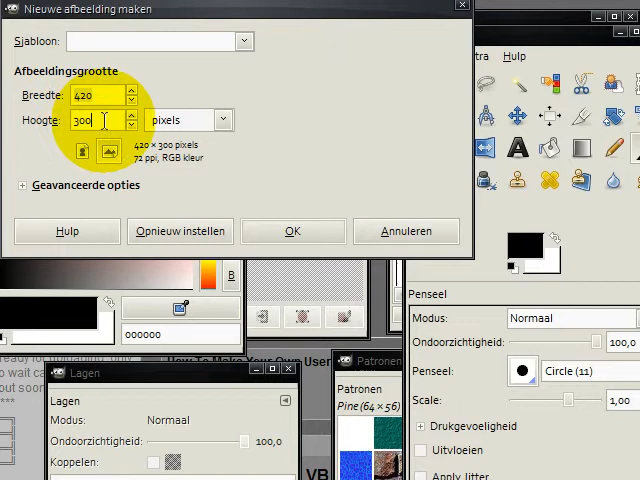 Nieuwe afbeelding maken
Sjabloon:
Afbeeldingsgrootte
Breedte: 420
Hoogte: 300 pixels
420 × 300 pixels
72 ppi, RGB kleur
Geavanceerde opties
Hulp Opnieuw instellen OK Annuleren
tra Hulp
B
000000
Penseel
Modus: Normaal
Ondoorzichtigheid: 100,0
Penseel: Circle (11)
Schale: 1,00
Drukgevoeligheid
Uitvloeien
Apply Jitter
How To Make Your Own User
out soon
***
Lagen
Lagen
Modus: Normaal
Ondoorzichtigheid: 100,0
Koppelen:
Patronen
Patronen
Pine (64 × 56)
VB